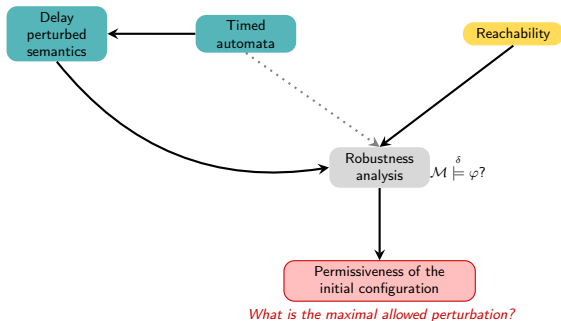 Delay
perturbed
semantics
Timed
automata
Reachability
Robustness
analysis
δ
ℳ ⊨ φ?
Permissiveness of the
initial configuration
What is the maximal allowed perturbation?